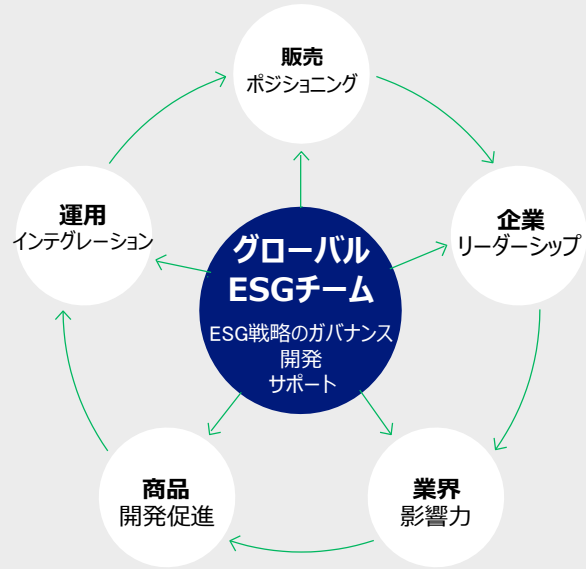 販売
ポジショニング
企業
リーダーシップ
業界
影響力
商品
開発促進
運用
インテグレーション
グローバル
ESGチーム
ESG戦略のガバナンス
開発
サポート